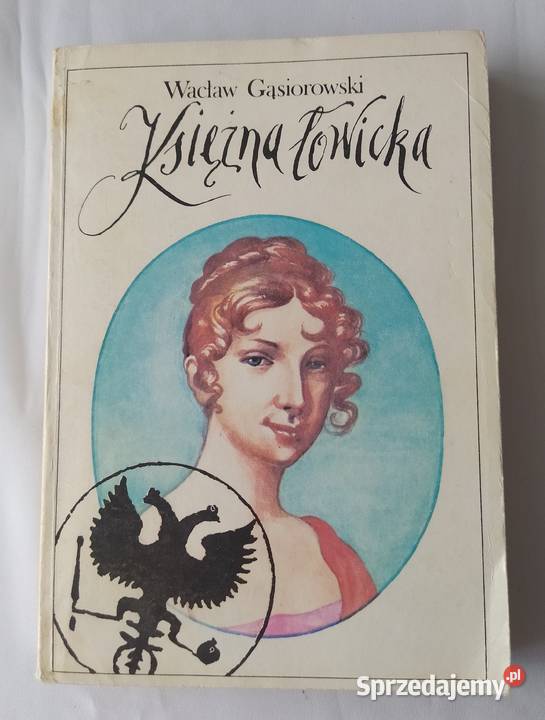 Wacław Gąsiorowski
Księżna Łowicka
Sprzedajemy.pl